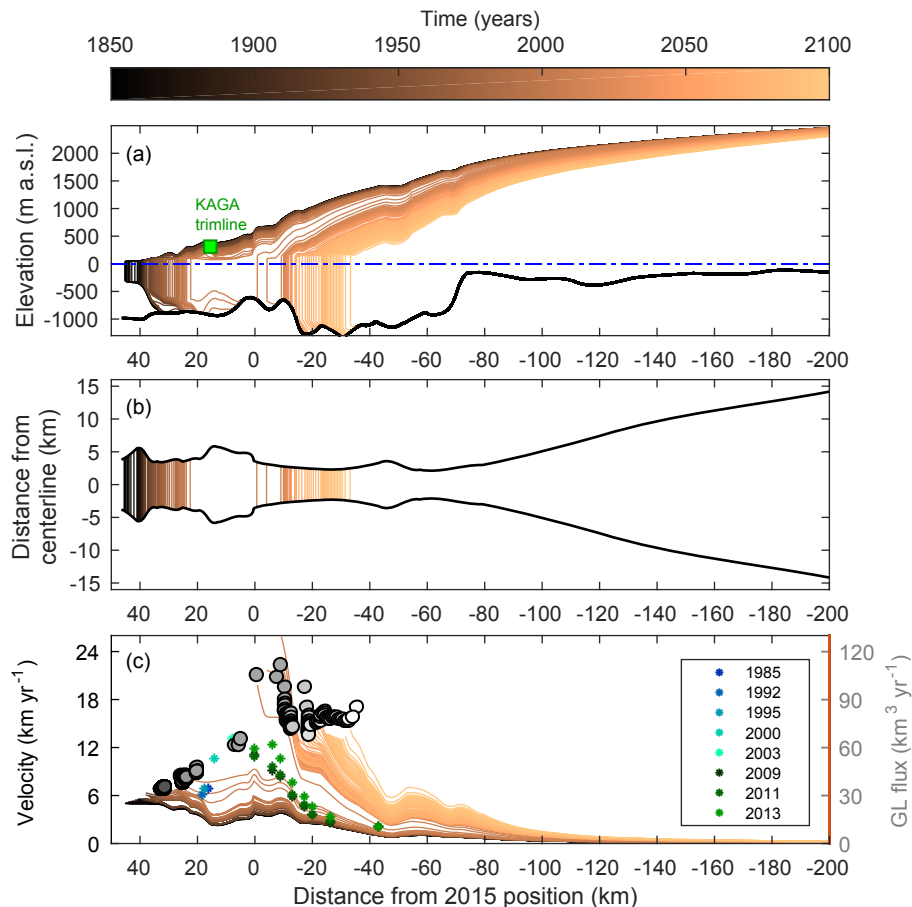 Time (years)
1850 1900 1950 2000 2050 2100
(a)
Elevation (m a.s.l.)
2000
1500
1000
500
0
-500
-1000
KAGA
trimline
40 20 0 -20 -40 -60 -80 -100 -120 -140 -160 -180 -200
(b)
Distance from
centerline (km)
15
10
5
0
-5
-10
-15
40 20 0 -20 -40 -60 -80 -100 -120 -140 -160 -180 -200
(c)
Velocity (km yr⁻¹)
24
18
12
6
0
1985
1992
1995
2000
2003
2009
2011
2013
120
90
60
30
0
GL flux (km³ yr⁻¹)
40 20 0 -20 -40 -60 -80 -100 -120 -140 -160 -180 -200
Distance from 2015 position (km)